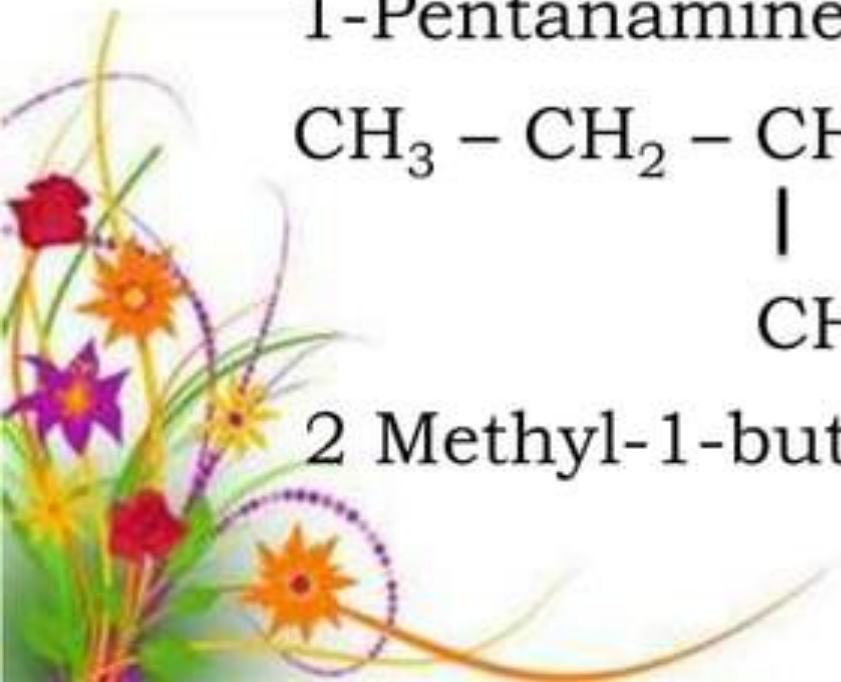 1-Pentanamine
CH₃ – CH₂ – CH
|
CH
2 Methyl-1-but